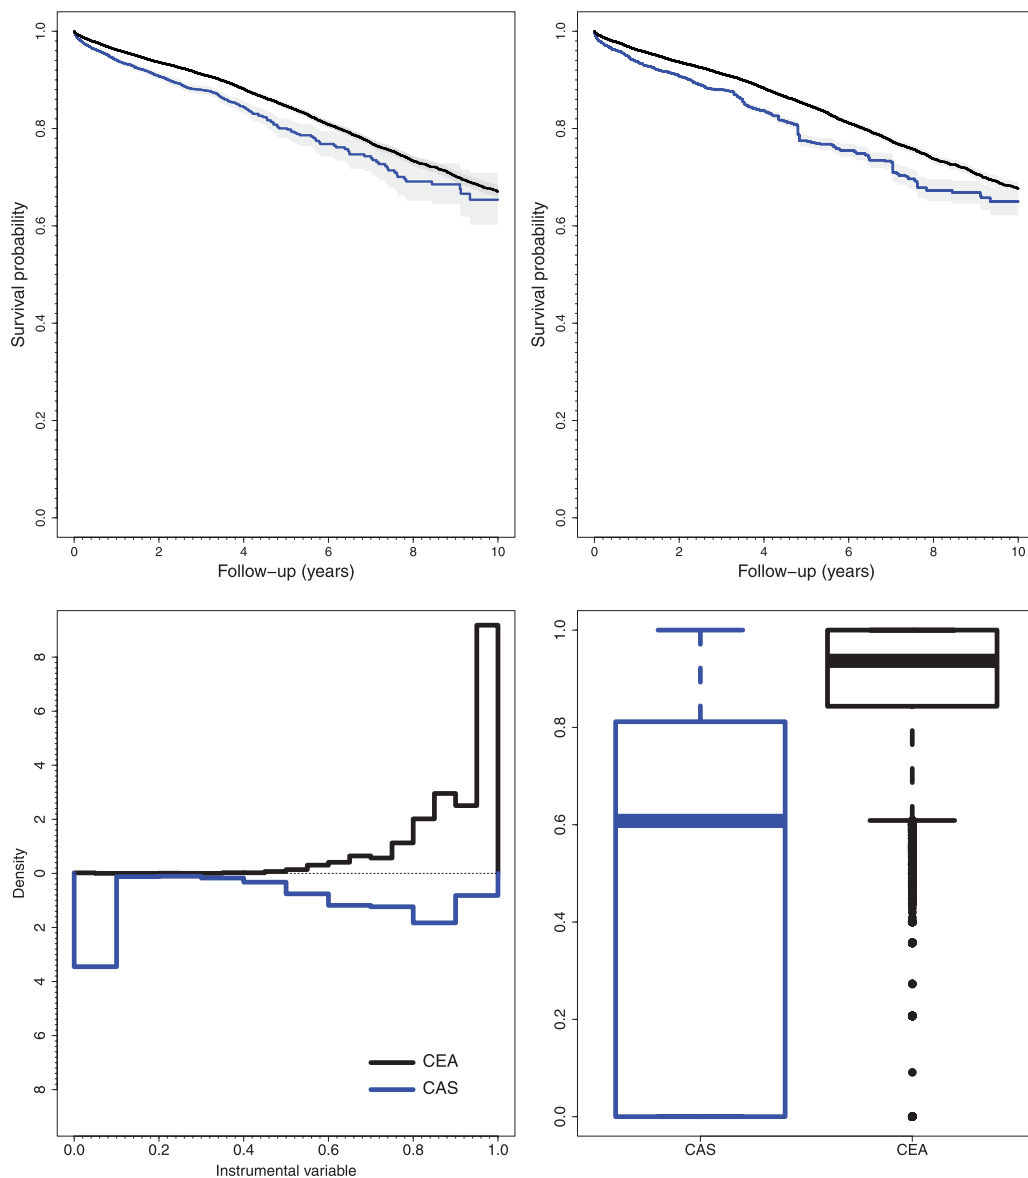 1.0
0.8
0.6
0.4
0.2
0.0
Survival probability
0 2 4 6 8 10
Follow–up (years)
1.0
0.8
0.6
0.4
0.2
0.0
Survival probability
0 2 4 6 8 10
Follow–up (years)
8
6
4
2
0
2
4
6
8
Density
CEA
CAS
0.0 0.2 0.4 0.6 0.8 1.0
Instrumental variable
1.0
0.8
0.6
0.4
0.2
0.0
CAS CEA